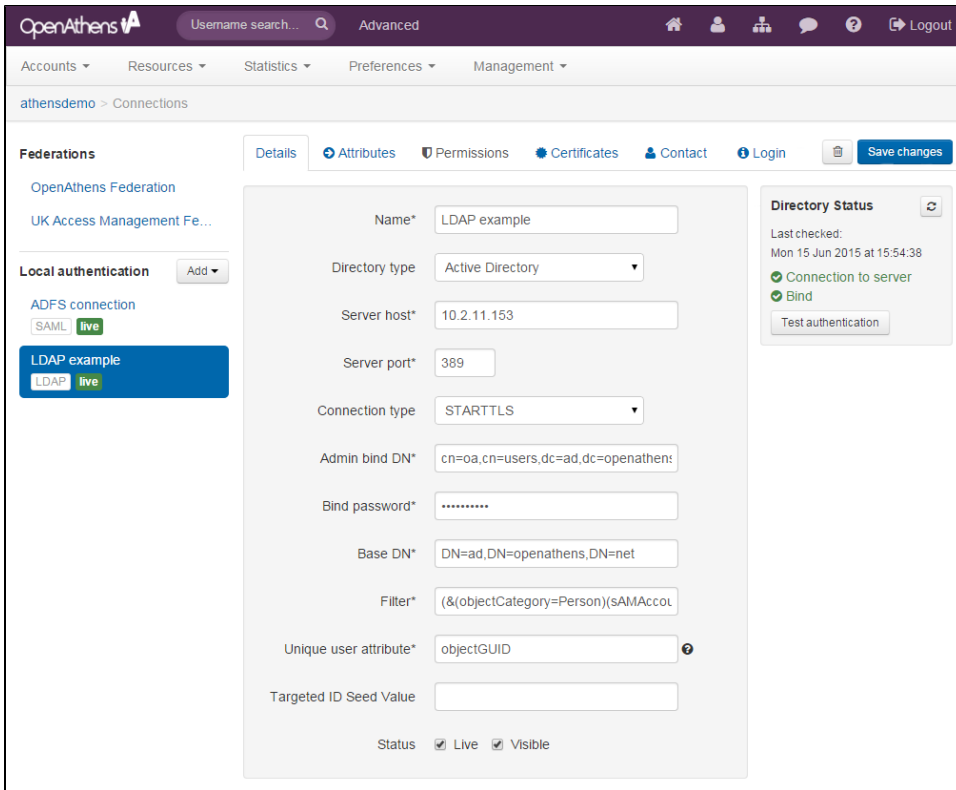 OpenAthens
Username search...
Advanced
Logout
Accounts
Resources
Statistics
Preferences
Management
athensdemo > Connections
Federations
OpenAthens Federation
UK Access Management Fe...
Local authentication
Add
ADFS connection
SAML live
LDAP example
LDAP live
Details
Attributes
Permissions
Certificates
Contact
Login
Save changes
Name* LDAP example
Directory type Active Directory
Server host* 10.2.11.153
Server port* 389
Connection type STARTTLS
Admin bind DN* cn=oa,cn=users,dc=ad,dc=openathens
Bind password* ••••••••••
Base DN* DN=ad,DN=openathens,DN=net
Filter* (&(objectCategory=Person)(sAMAccou
Unique user attribute* objectGUID
Targeted ID Seed Value
Status Live Visible
Directory Status
Last checked:
Mon 15 Jun 2015 at 15:54:38
Connection to server
Bind
Test authentication